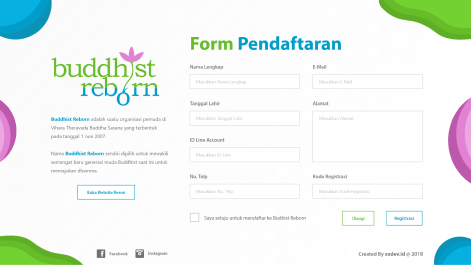 buddhist
reborn
Buddhist Reborn adalah suatu organisasi pemuda di
Vihara Theravada Buddha Sasana yang terbentuk
pada tanggal 1 Juni 2007
Nama Buddhist Reborn sendiri dipilih untuk mewakili
semangat baru generasi muda Buddhist saat ini untuk
memajukan dhamma.
Buka Website Resmi
Facebook
Instagram
Form Pendaftaran
Nama Lengkap
Masukkan Nama Lengkap
E-Mail
Masukkan E-Mail
Tanggal Lahir
Masukkan Tanggal Lahir
Alamat
Masukkan Alamat
ID Line Account
Masukkan ID Line
No. Telp
Masukkan No. Telp
Kode Registrasi
Masukkan Kode Registrasi
Saya setuju untuk mendaftar ke Budhist Reborn
Ulangi
Registrasi
Created By zxdev.id @ 2018